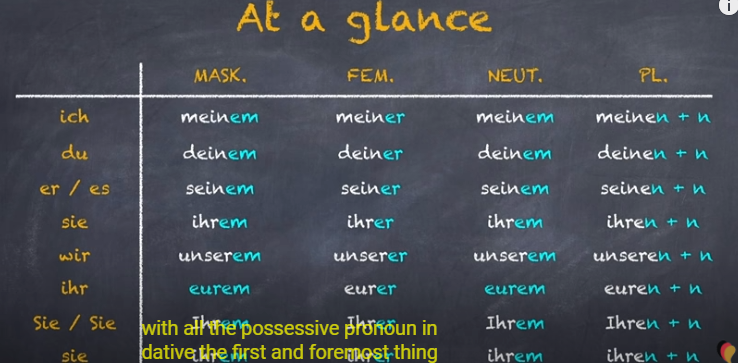 At a glance
MASK. FEM. NEUT. PL.
ich meinem meiner meinem meinen + n
du deinem deiner deinem deinen + n
er / es seinem seiner seinem seinen + n
sie ihrem ihrer ihrem ihren + n
wir unserem unserer unserem unseren + n
ihr eurem eurer eurem euren + n
Sie / Sie Ihrem Ihrer Ihrem Ihren + n
with all the possessive pronoun in
sie ihrem ihrer ihrem ihren + n
dative the first and foremost thing